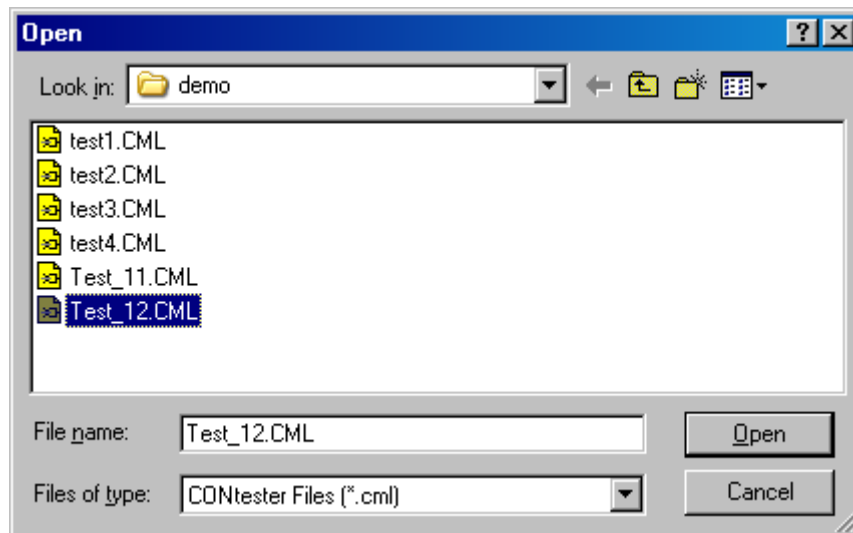 Open
Look in: demo
test1.CML
test2.CML
test3.CML
test4.CML
Test_11.CML
Test_12.CML
File name: Test_12.CML Open
Files of type: CONtester Files (*.cml) Cancel